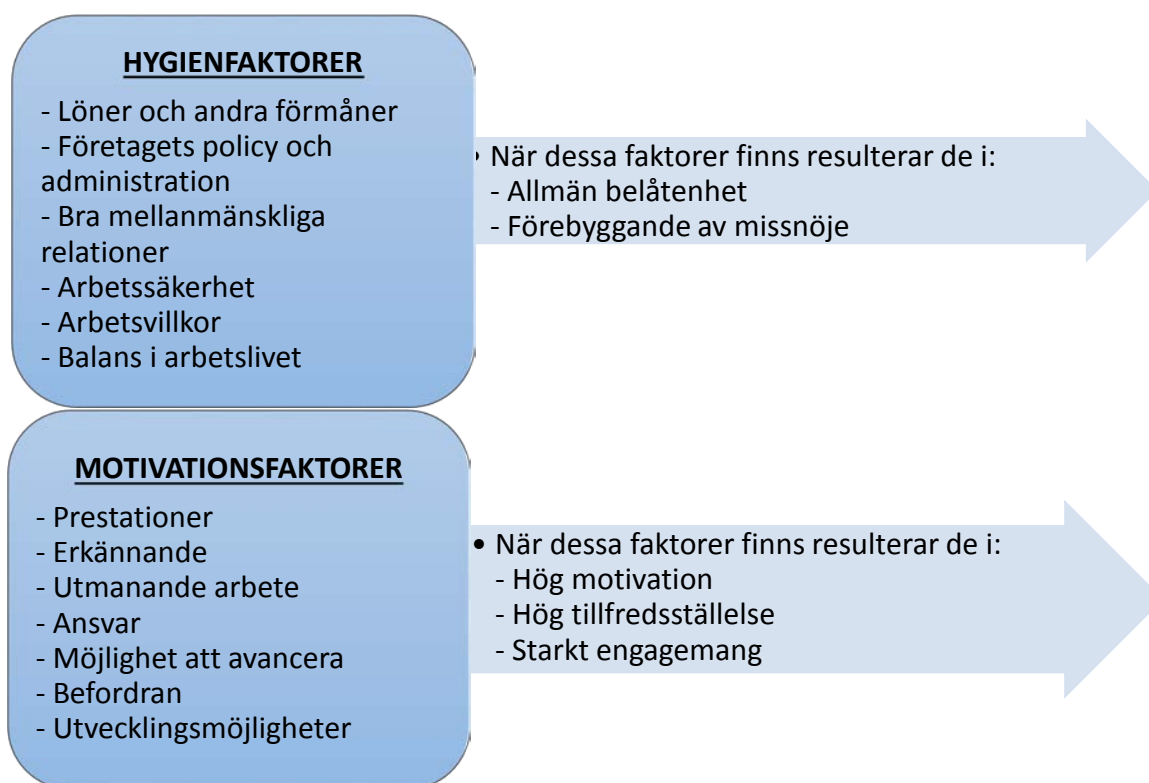 HYGIENFAKTORER
- Löner och andra förmåner
- Företagets policy och
administration
- Bra mellanmänskliga
relationer
- Arbetssäkerhet
- Arbetsvillkor
- Balans i arbetslivet
• När dessa faktorer finns resulterar de i:
- Allmän belåtenhet
- Förebyggande av missnöje
MOTIVATIONSFAKTORER
- Prestationer
- Erkännande
- Utmanande arbete
- Ansvar
- Möjlighet att avancera
- Befordran
- Utvecklingsmöjligheter
• När dessa faktorer finns resulterar de i:
- Hög motivation
- Hög tillfredsställelse
- Starkt engagemang